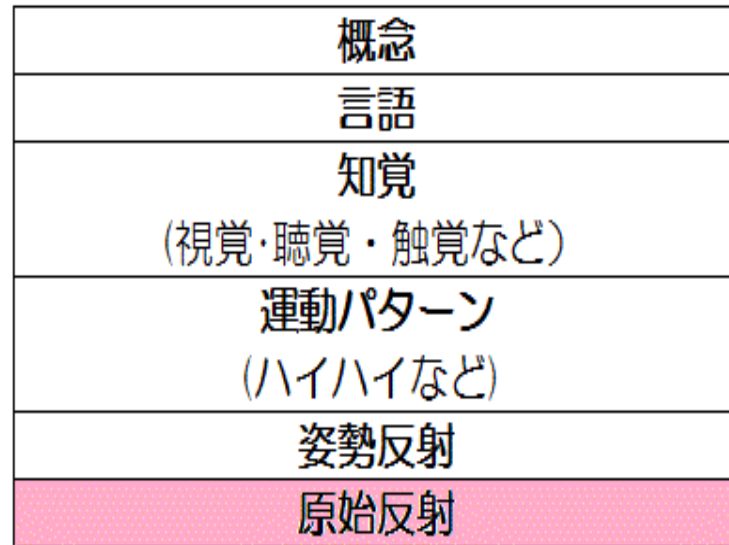 概念
言語
知覚
(視覚･聴覚・触覚など)
運動パターン
(ハイハイなど)
姿勢反射
原始反射